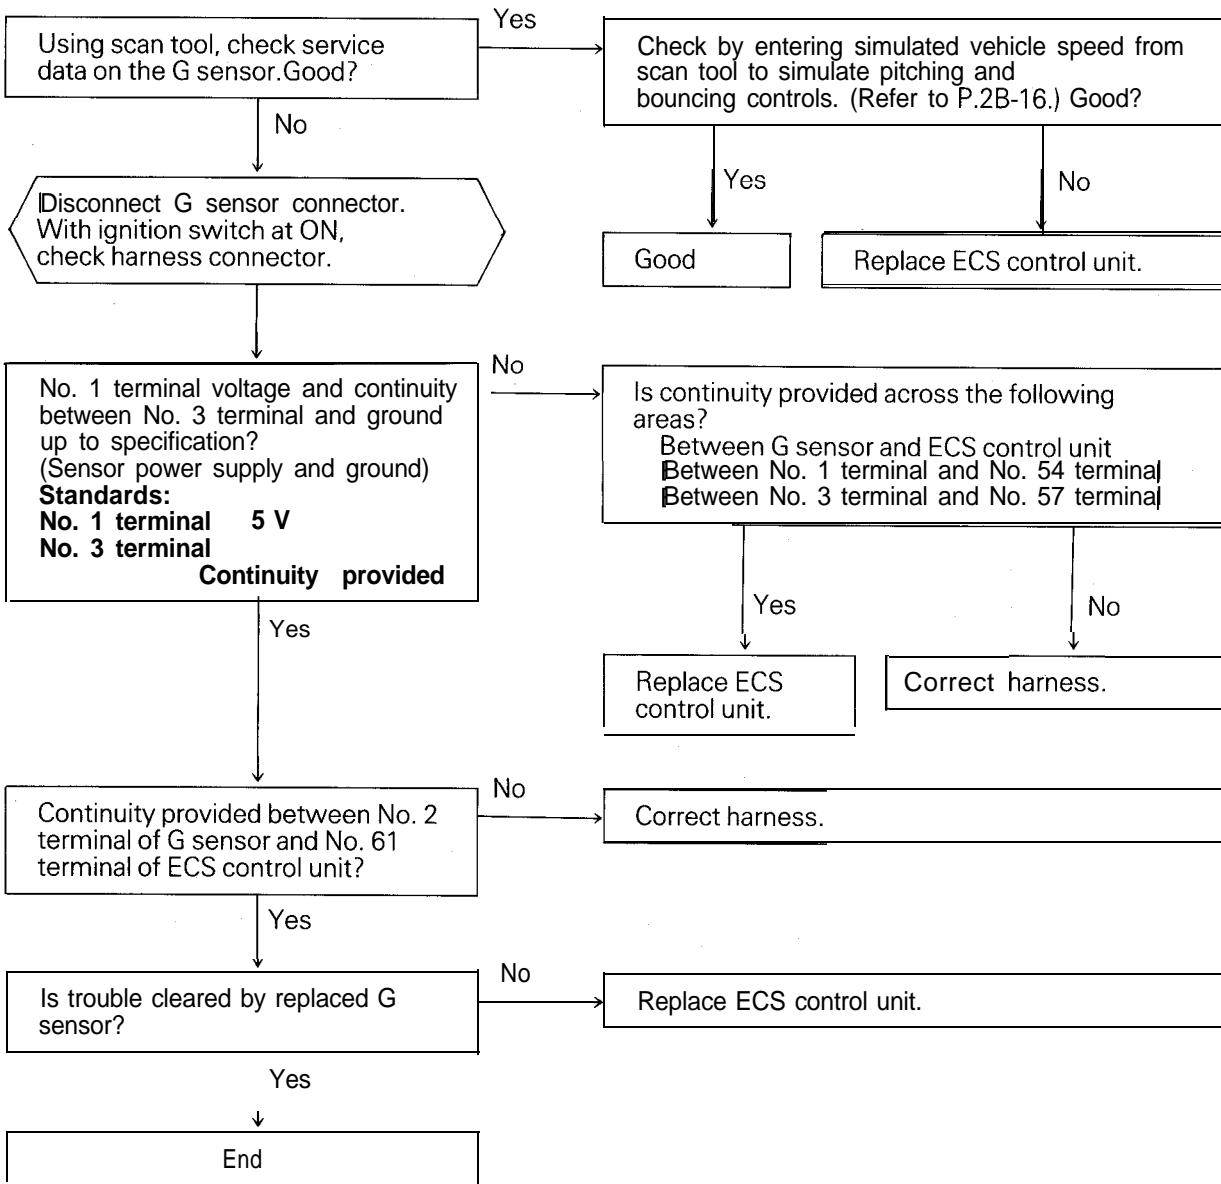 Using scan tool, check service
data on the G sensor.Good?
Yes
Check by entering simulated vehicle speed from
scan tool to simulate pitching and
bouncing controls. (Refer to P.2B-16.) Good?
No
Yes
No
Disconnect G sensor connector.
With ignition switch at ON,
check harness connector.
Good
Replace ECS control unit.
No. 1 terminal voltage and continuity
between No. 3 terminal and ground
up to specification?
(Sensor power supply and ground)
Standards:
No. 1 terminal 5 V
No. 3 terminal
Continuity provided
No
Is continuity provided across the following
areas?
Between G sensor and ECS control unit
Between No. 1 terminal and No. 54 terminal
Between No. 3 terminal and No. 57 terminal
Yes
No
Yes
Replace ECS
control unit.
Correct harness.
Continuity provided between No. 2
terminal of G sensor and No. 61
terminal of ECS control unit?
No
Correct harness.
Yes
Is trouble cleared by replaced G
sensor?
No
Replace ECS control unit.
Yes
End